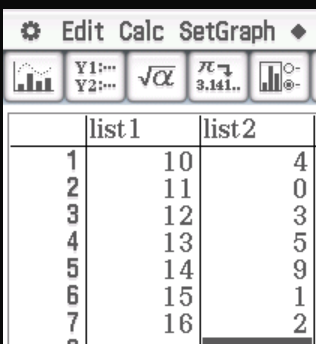 Edit Calc SetGraph
Y1:...
Y2:... √α π 3.141..
list1 list2
1 10 4
2 11 0
3 12 3
4 13 5
5 14 9
6 15 1
7 16 2